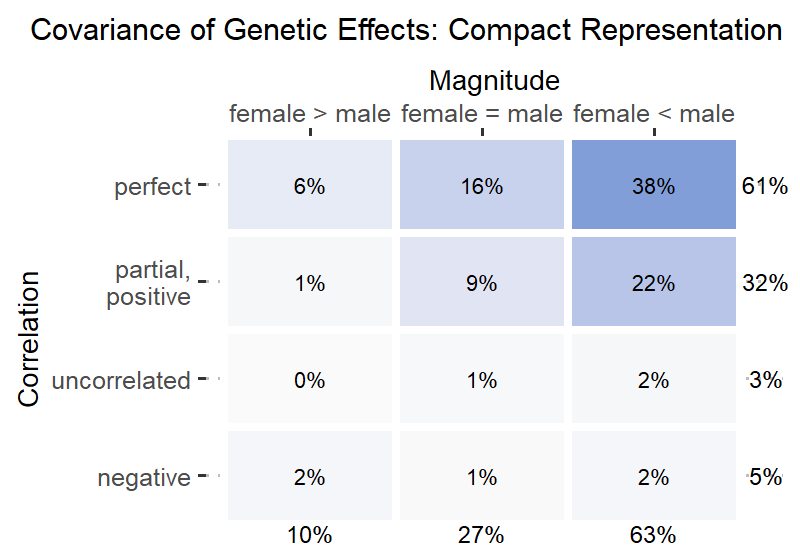 Covariance of Genetic Effects: Compact Representation
Magnitude
female > male female = male female < male
perfect 6% 16% 38% 61%
partial,
positive 1% 9% 22% 32%
uncorrelated 0% 1% 2% 3%
negative 2% 1% 2% 5%
10% 27% 63%
Correlation